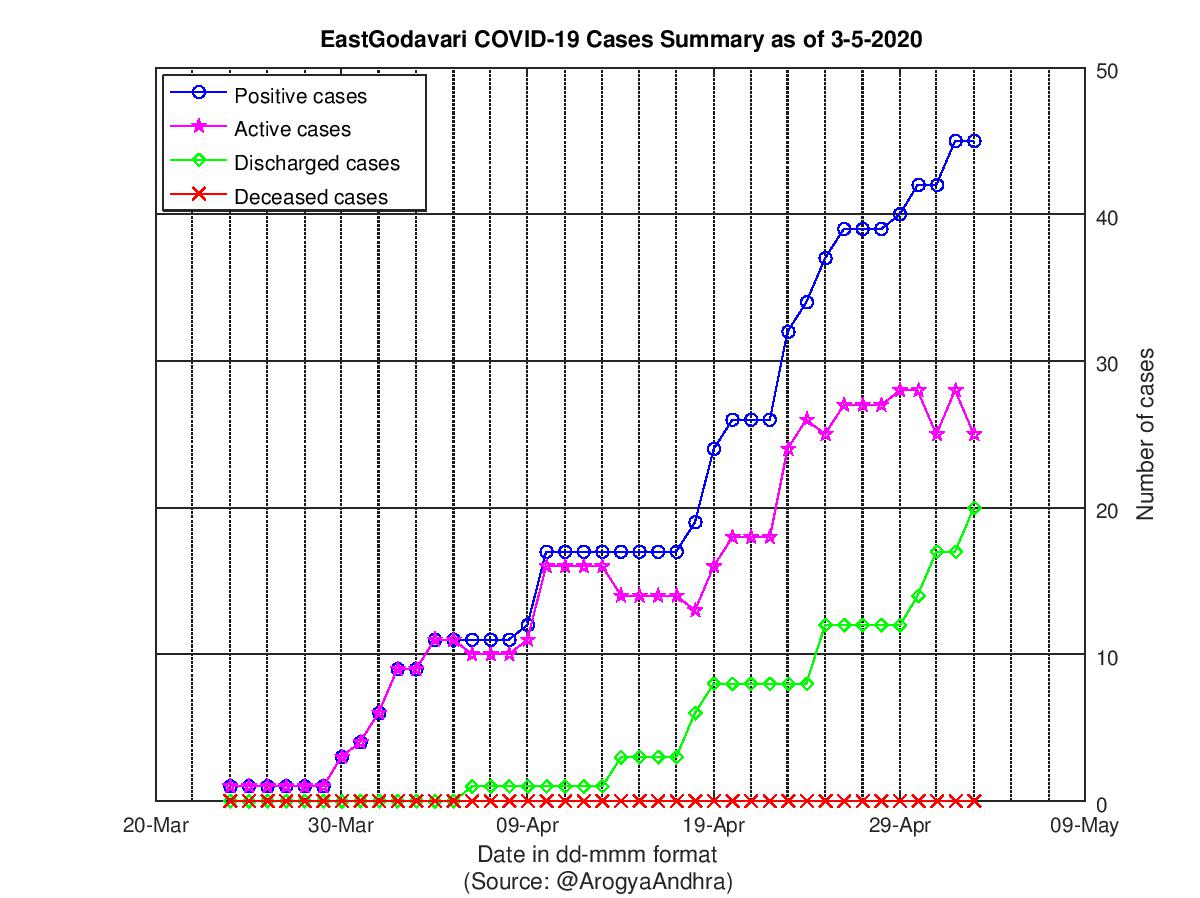 EastGodavari COVID-19 Cases Summary as of 3-5-2020
Positive cases
Active cases
Discharged cases
Deceased cases
50
40
30
20
10
0
Number of cases
20-Mar 30-Mar 09-Apr 19-Apr 29-Apr 09-May
Date in dd-mmm format
(Source: @ArogyaAndhra)